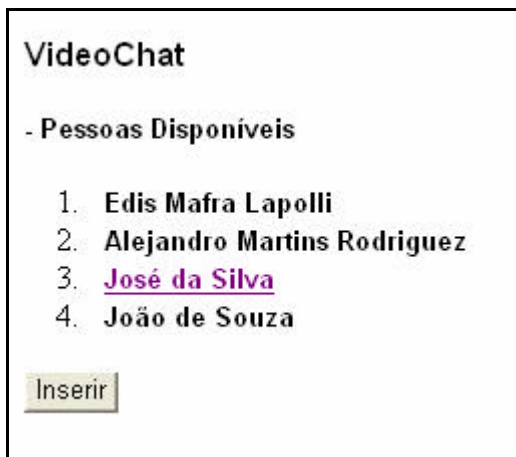 VideoChat
- Pessoas Disponíveis
1. Edis Mafra Lapolli
2. Alejandro Martins Rodriguez
3. José da Silva
4. João de Souza
Inserir